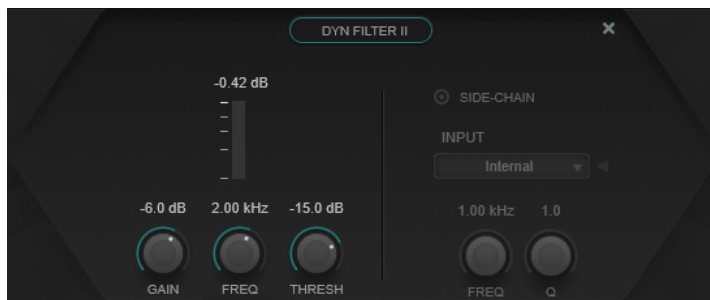 DYN FILTER II
-0.42 dB
-6.0 dB 2.00 kHz -15.0 dB
GAIN FREQ THRESH
SIDE-CHAIN
INPUT
Internal
1.00 kHz 1.0
FREQ Q